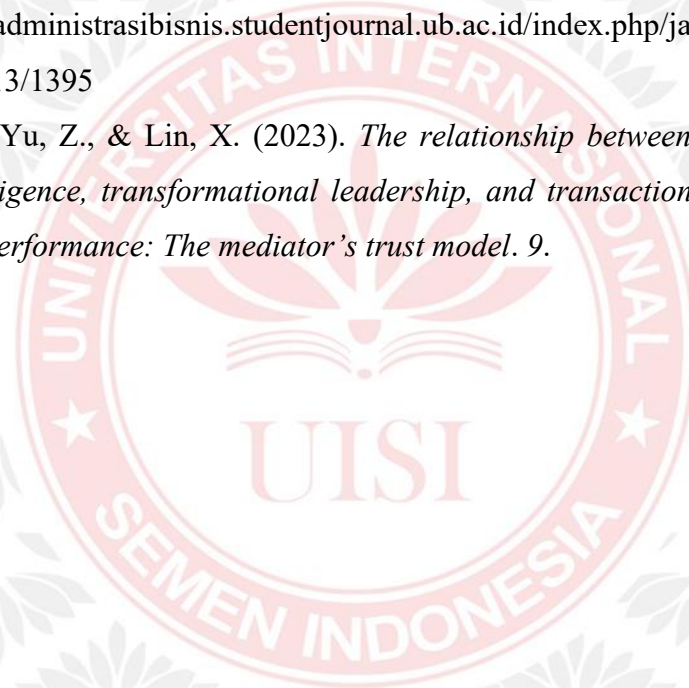 administrasibisnis.studentjournal.ub.ac.id/index.php/ja
13/1395
Yu, Z., & Lin, X. (2023). The relationship between
igence, transformational leadership, and transaction
erformance: The mediator’s trust model. 9.
UNIVERSITAS INTERNASIONAL
UISI
SEMEN INDONESIA